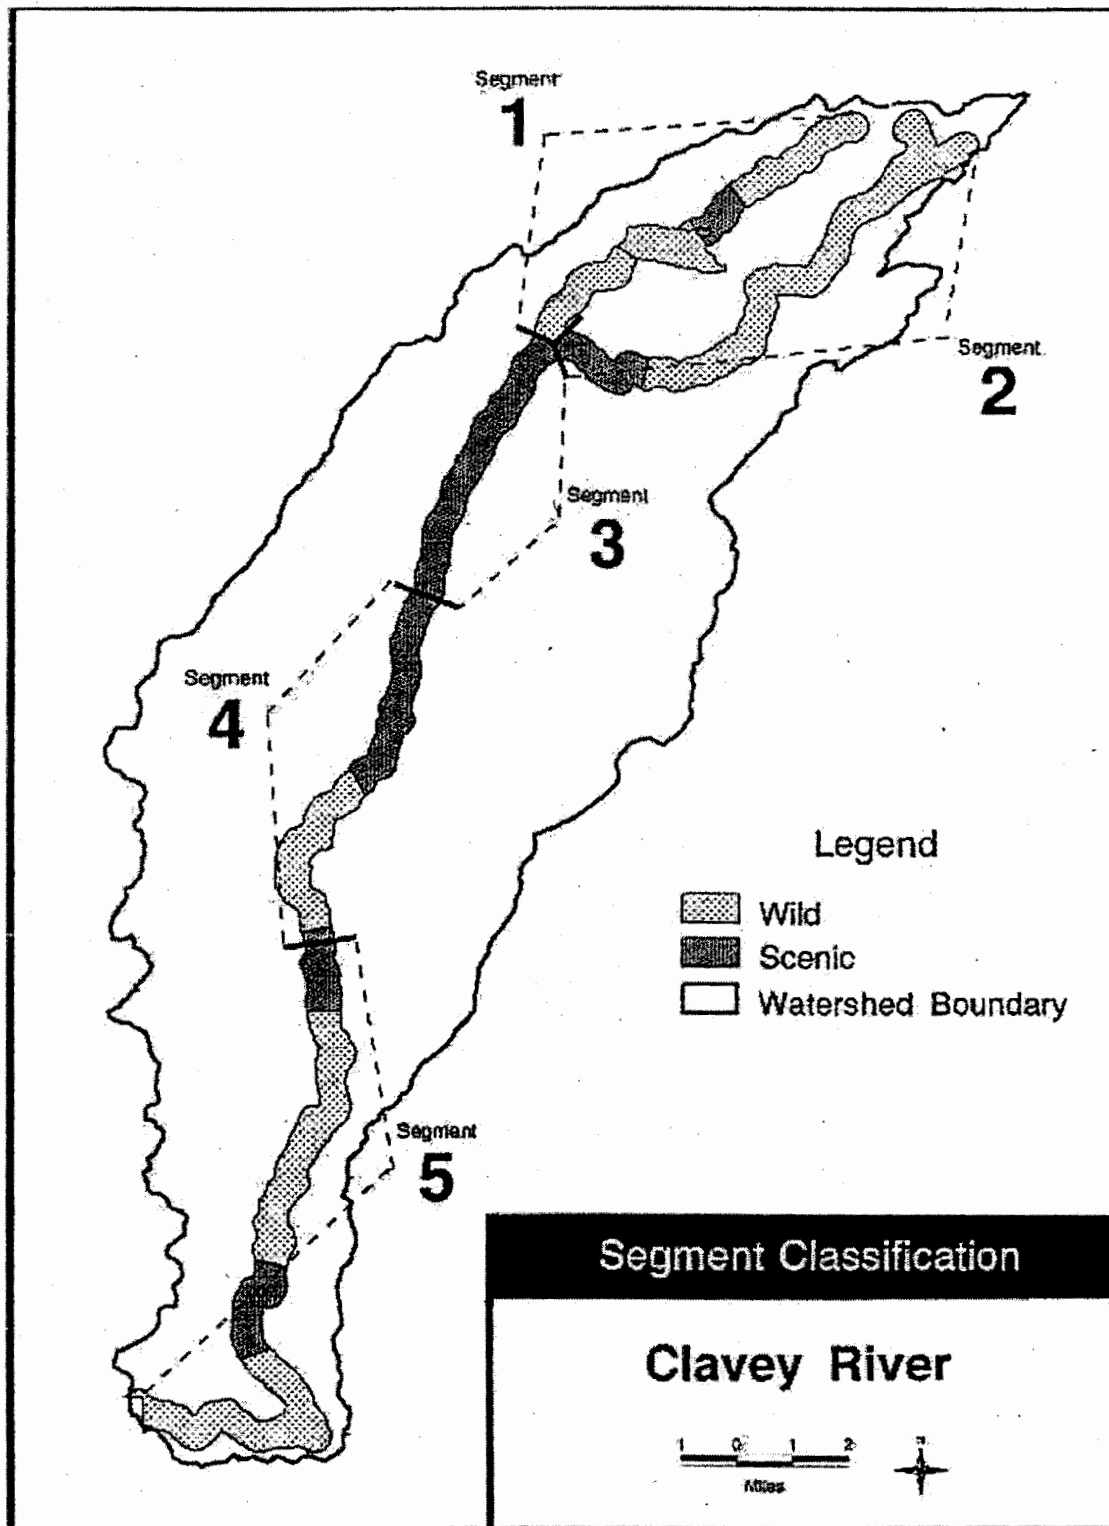 Segment
1
Segment
2
Segment
3
Segment
4
Segment
5
Legend
Wild
Scenic
Watershed Boundary
Segment Classification
Clavey River
1 0 1 2
Miles